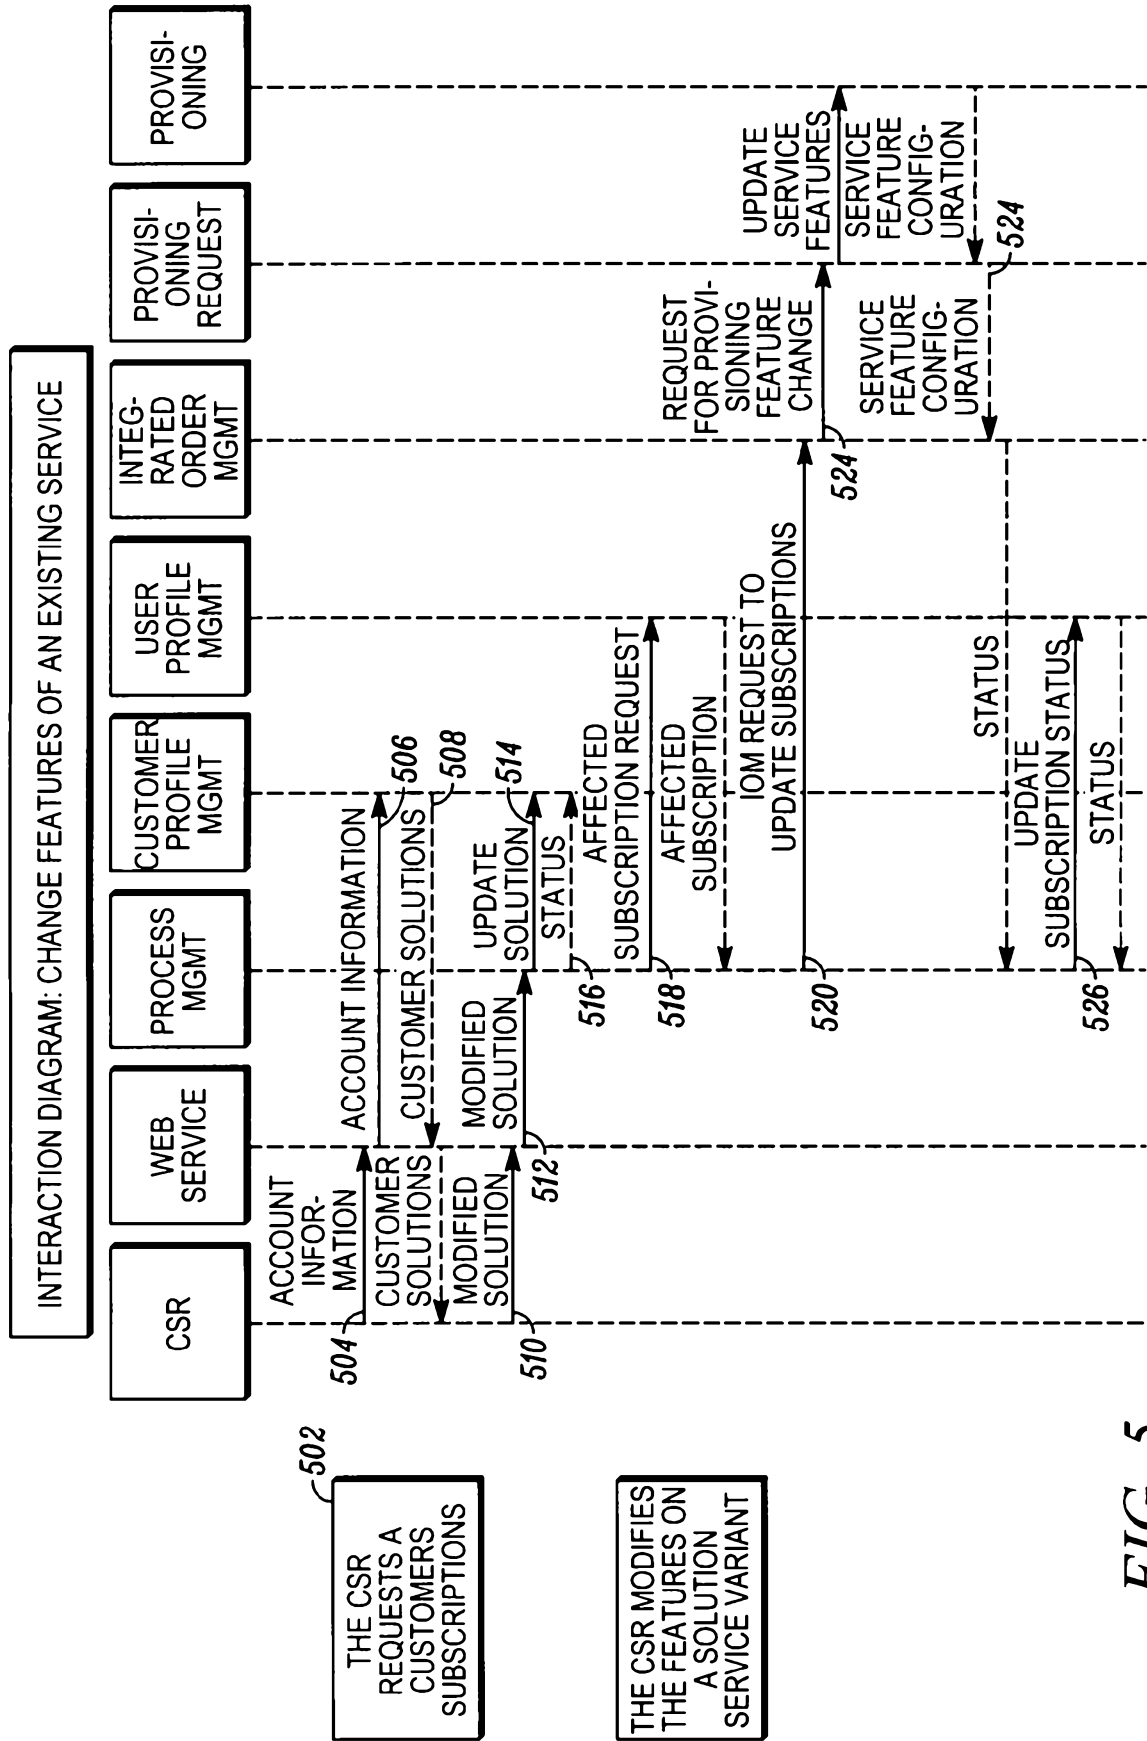 INTERACTION DIAGRAM: CHANGE FEATURES OF AN EXISTING SERVICE
CSR
WEB
SERVICE
PROCESS
MGMT
CUSTOMER
PROFILE
MGMT
USER
PROFILE
MGMT
INTEG-
RATED
ORDER
MGMT
PROVISI-
ONING
REQUEST
PROVISI-
ONING
502
THE CSR
REQUESTS A
CUSTOMERS
SUBSCRIPTIONS
THE CSR MODIFIES
THE FEATURES ON
A SOLUTION
SERVICE VARIANT
ACCOUNT
INFOR-
MATION
504
ACCOUNT INFORMATION
506
CUSTOMER SOLUTIONS
508
CUSTOMER
SOLUTIONS
MODIFIED
SOLUTION
510
MODIFIED
SOLUTION
512
UPDATE
SOLUTION
514
STATUS
516
AFFECTED
SUBSCRIPTION REQUEST
518
AFFECTED
SUBSCRIPTION
IOM REQUEST TO
UPDATE SUBSCRIPTIONS
520
REQUEST
FOR PROVI-
SIONING
FEATURE
CHANGE
524
UPDATE
SERVICE
FEATURES
SERVICE
FEATURE
CONFIG-
URATION
SERVICE
FEATURE
CONFIG-
URATION
524
STATUS
UPDATE
SUBSCRIPTION STATUS
526
STATUS
FIG. 5